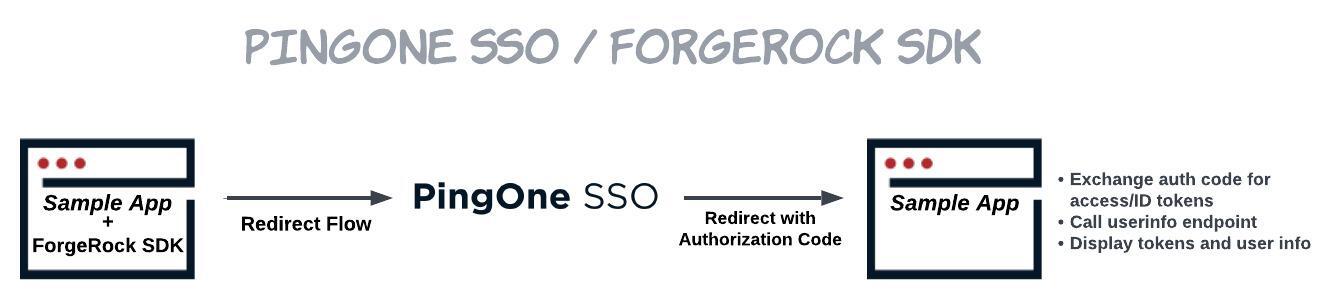 PINGONE SSO / FORGEROCK SDK
Sample App
+
ForgeRock SDK
Redirect Flow
PingOne SSO
Redirect with
Authorization Code
Sample App
• Exchange auth code for
access/ID tokens
• Call userinfo endpoint
• Display tokens and user info